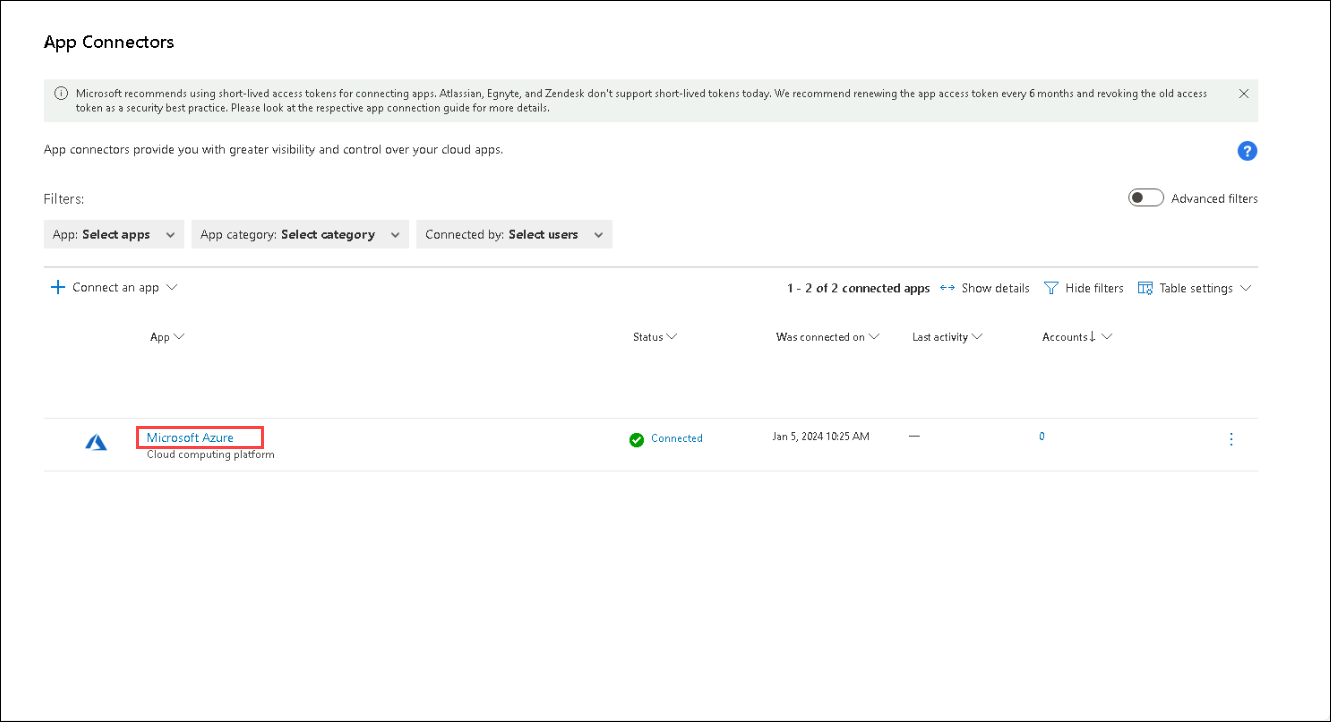 App Connectors
Microsoft recommends using short-lived access tokens for connecting apps. Atlassian, Egnyte, and Zendesk don't support short-lived tokens today. We recommend renewing the app access token every 6 months and revoking the old access
token as a security best practice. Please look at the respective app connection guide for more details.
App connectors provide you with greater visibility and control over your cloud apps.
?
Filters:
Advanced filters
App: Select apps
App category: Select category
Connected by: Select users
Connect an app
1 - 2 of 2 connected apps
Show details
Hide filters
Table settings
App
Status
Was connected on
Last activity
Accounts↓
Microsoft Azure
Connected
Jan 5, 2024 10:25 AM
—
0
Cloud computing platform